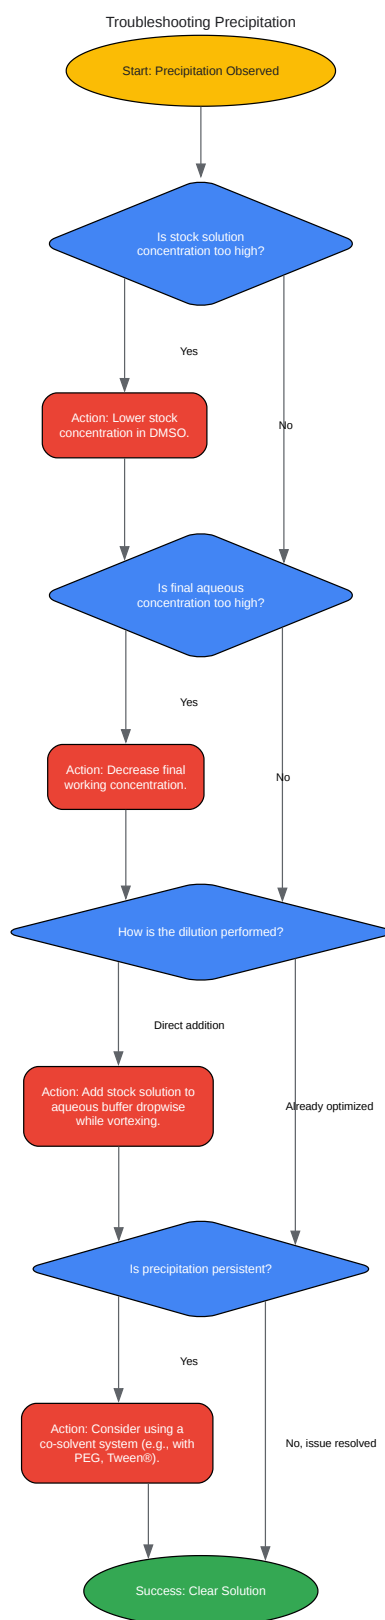 Troubleshooting Precipitation
Start: Precipitation Observed
Is stock solution
concentration too high?
Yes
Action: Lower stock
concentration in DMSO.
No
Is final aqueous
concentration too high?
Yes
Action: Decrease final
working concentration.
No
How is the dilution performed?
Direct addition
Action: Add stock solution to
aqueous buffer dropwise
while vortexing.
Already optimized
Is precipitation persistent?
Yes
Action: Consider using a
co-solvent system (e.g., with
PEG, Tween®).
No, issue resolved
Success: Clear Solution